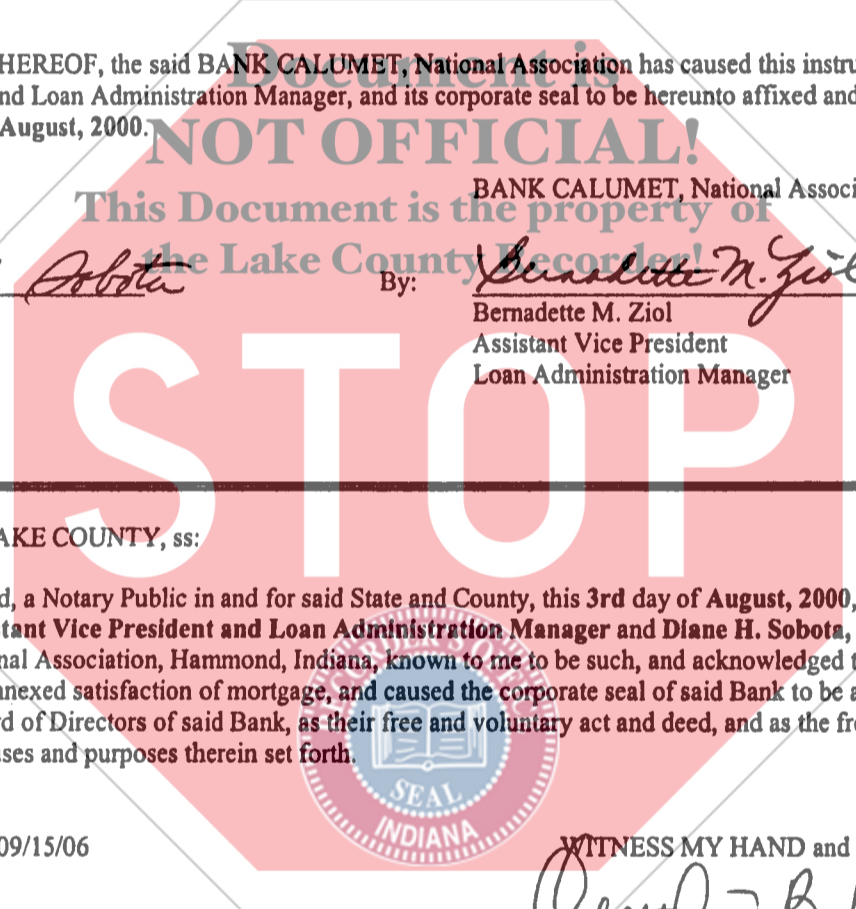 HEREOF, the said BANK CALUMET, National Association has caused this instru
nd Loan Administration Manager, and its corporate seal to be hereunto affixed and
August, 2000.
Document is
NOT OFFICIAL!
This Document is the property of
the Lake County Recorder!
BANK CALUMET, National Associ
Sobota
By: Bernadette M. Ziol
Bernadette M. Ziol
Assistant Vice President
Loan Administration Manager
STOP
AKE COUNTY, ss:
d, a Notary Public in and for said State and County, this 3rd day of August, 2000,
tant Vice President and Loan Administration Manager and Diane H. Sobota,
nal Association, Hammond, Indiana, known to me to be such, and acknowledged t
nnexed satisfaction of mortgage, and caused the corporate seal of said Bank to be a
rd of Directors of said Bank, as their free and voluntary act and deed, and as the fre
ses and purposes therein set forth.
SEAL
INDIANA
09/15/06
WITNESS MY HAND and